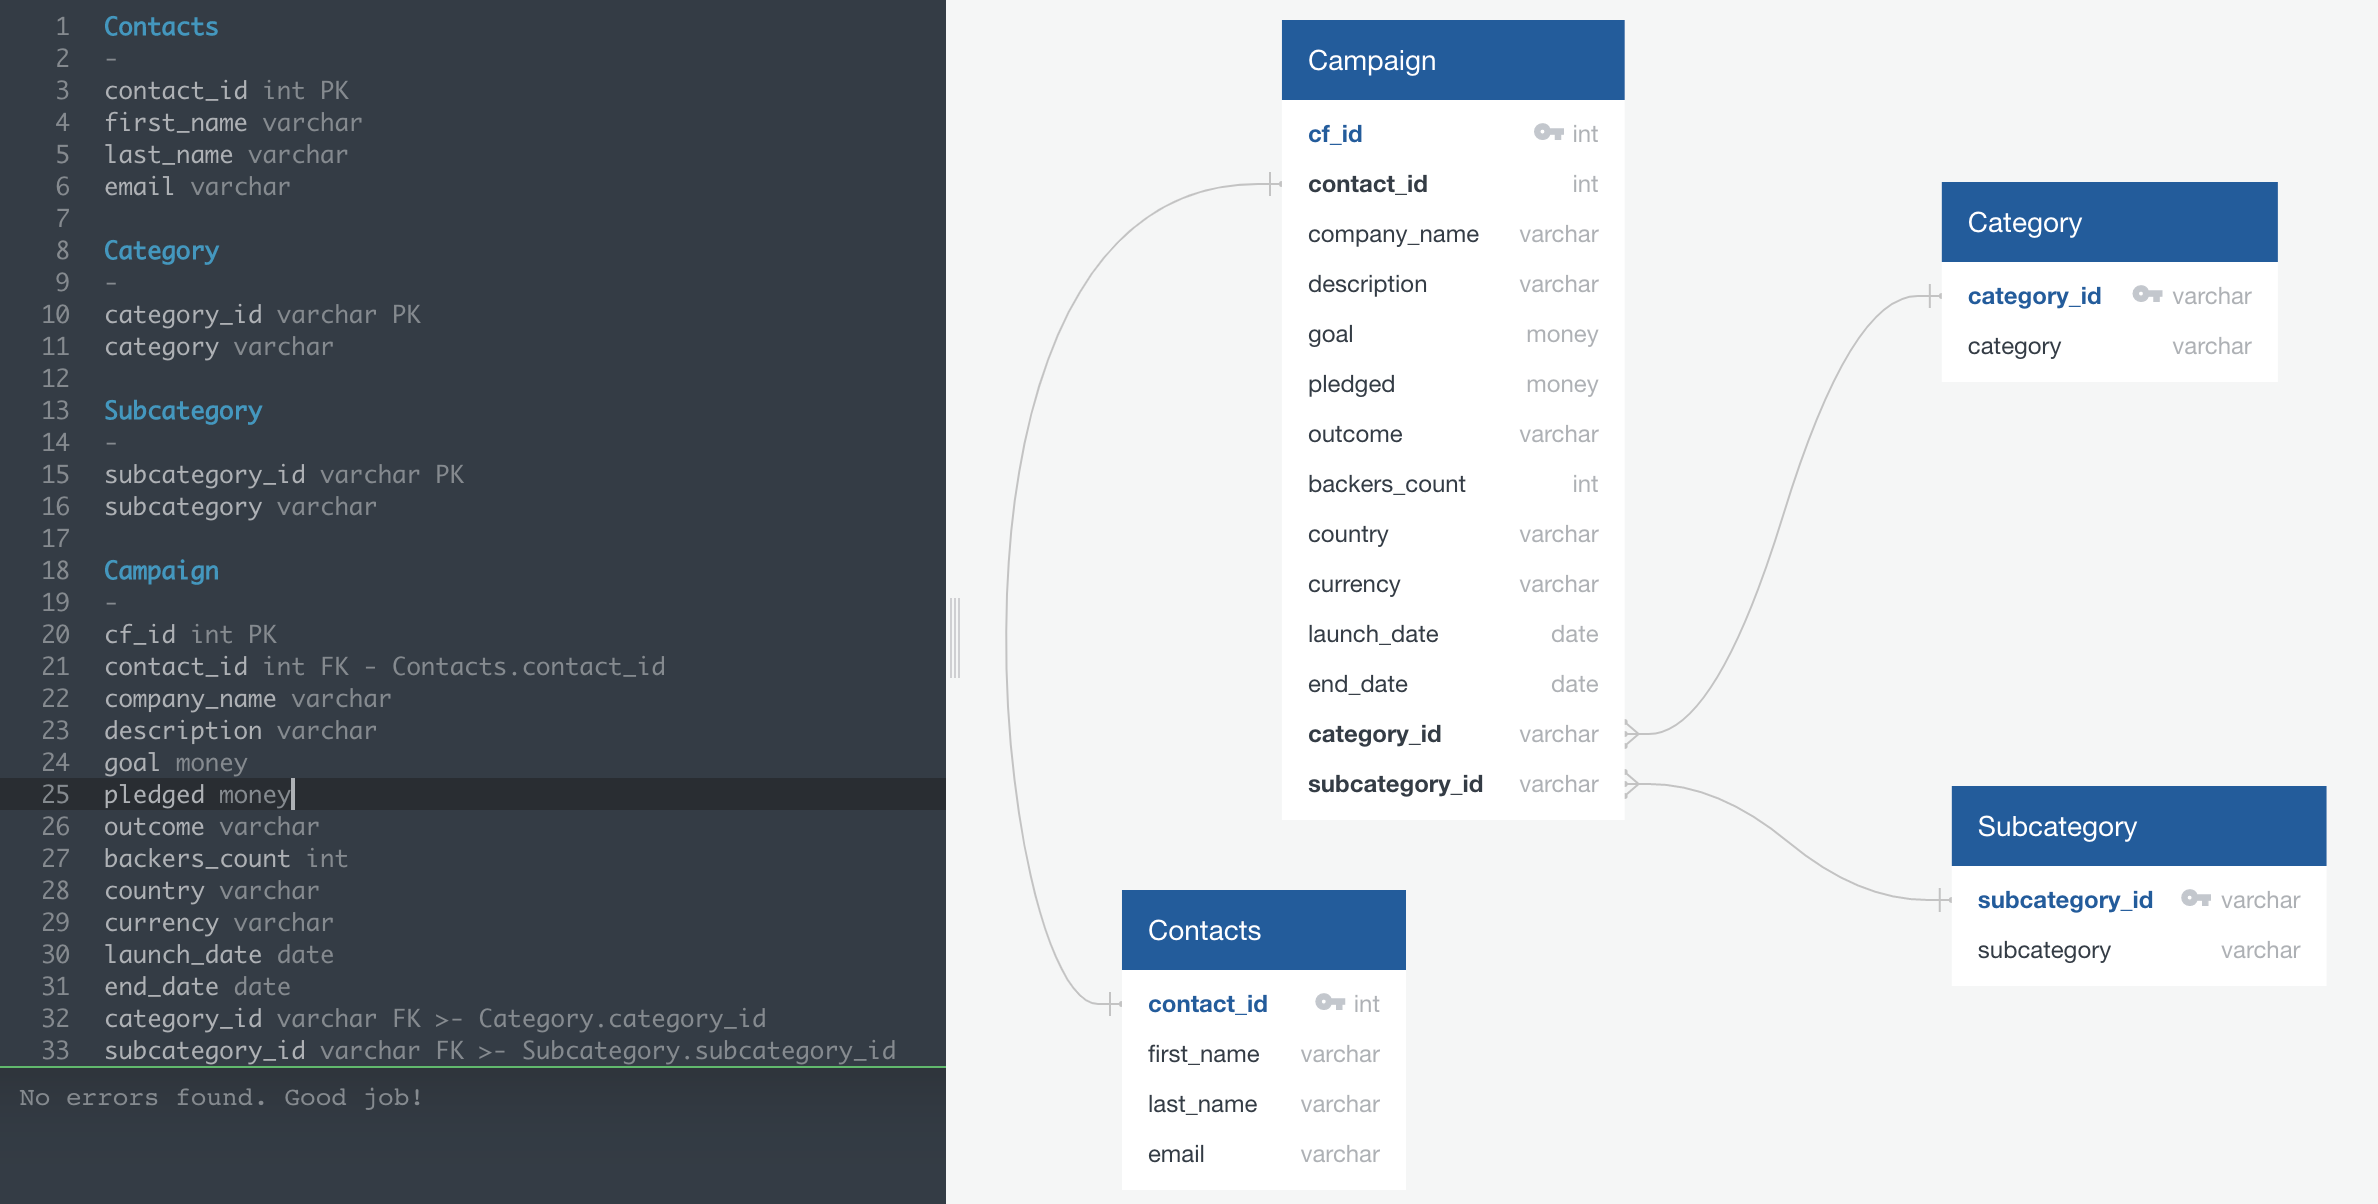 1 Contacts
2 -
3 contact_id int PK
4 first_name varchar
5 last_name varchar
6 email varchar
7
8 Category
9 -
10 category_id varchar PK
11 category varchar
12
13 Subcategory
14 -
15 subcategory_id varchar PK
16 subcategory varchar
17
18 Campaign
19 -
20 cf_id int PK
21 contact_id int FK - Contacts.contact_id
22 company_name varchar
23 description varchar
24 goal money
25 pledged money
26 outcome varchar
27 backers_count int
28 country varchar
29 currency varchar
30 launch_date date
31 end_date date
32 category_id varchar FK >- Category.category_id
33 subcategory_id varchar FK >- Subcategory.subcategory_id
No errors found. Good job!
Campaign
cf_id int
contact_id int
company_name varchar
description varchar
goal money
pledged money
outcome varchar
backers_count int
country varchar
currency varchar
launch_date date
end_date date
category_id varchar
subcategory_id varchar
Category
category_id varchar
category varchar
Subcategory
subcategory_id varchar
subcategory varchar
Contacts
contact_id int
first_name varchar
last_name varchar
email varchar